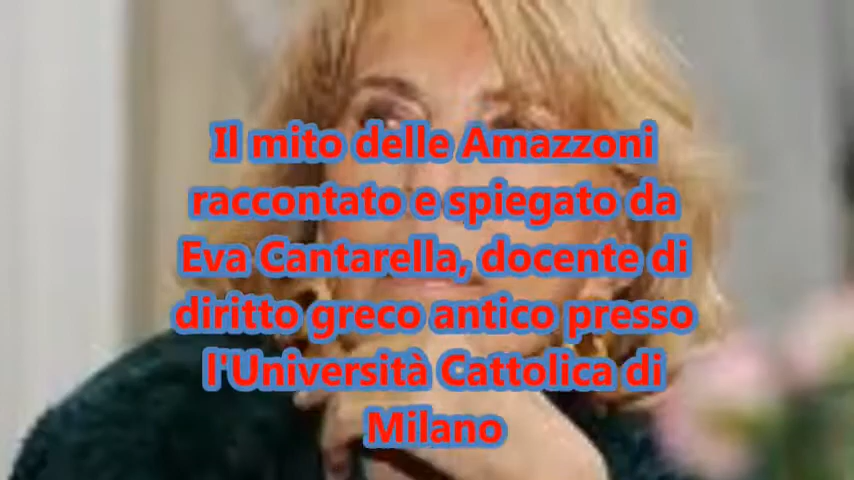 Il mito delle Amazzoni
raccontato e spiegato da
Eva Cantarella, docente di
diritto greco antico presso
l'Università Cattolica di
Milano